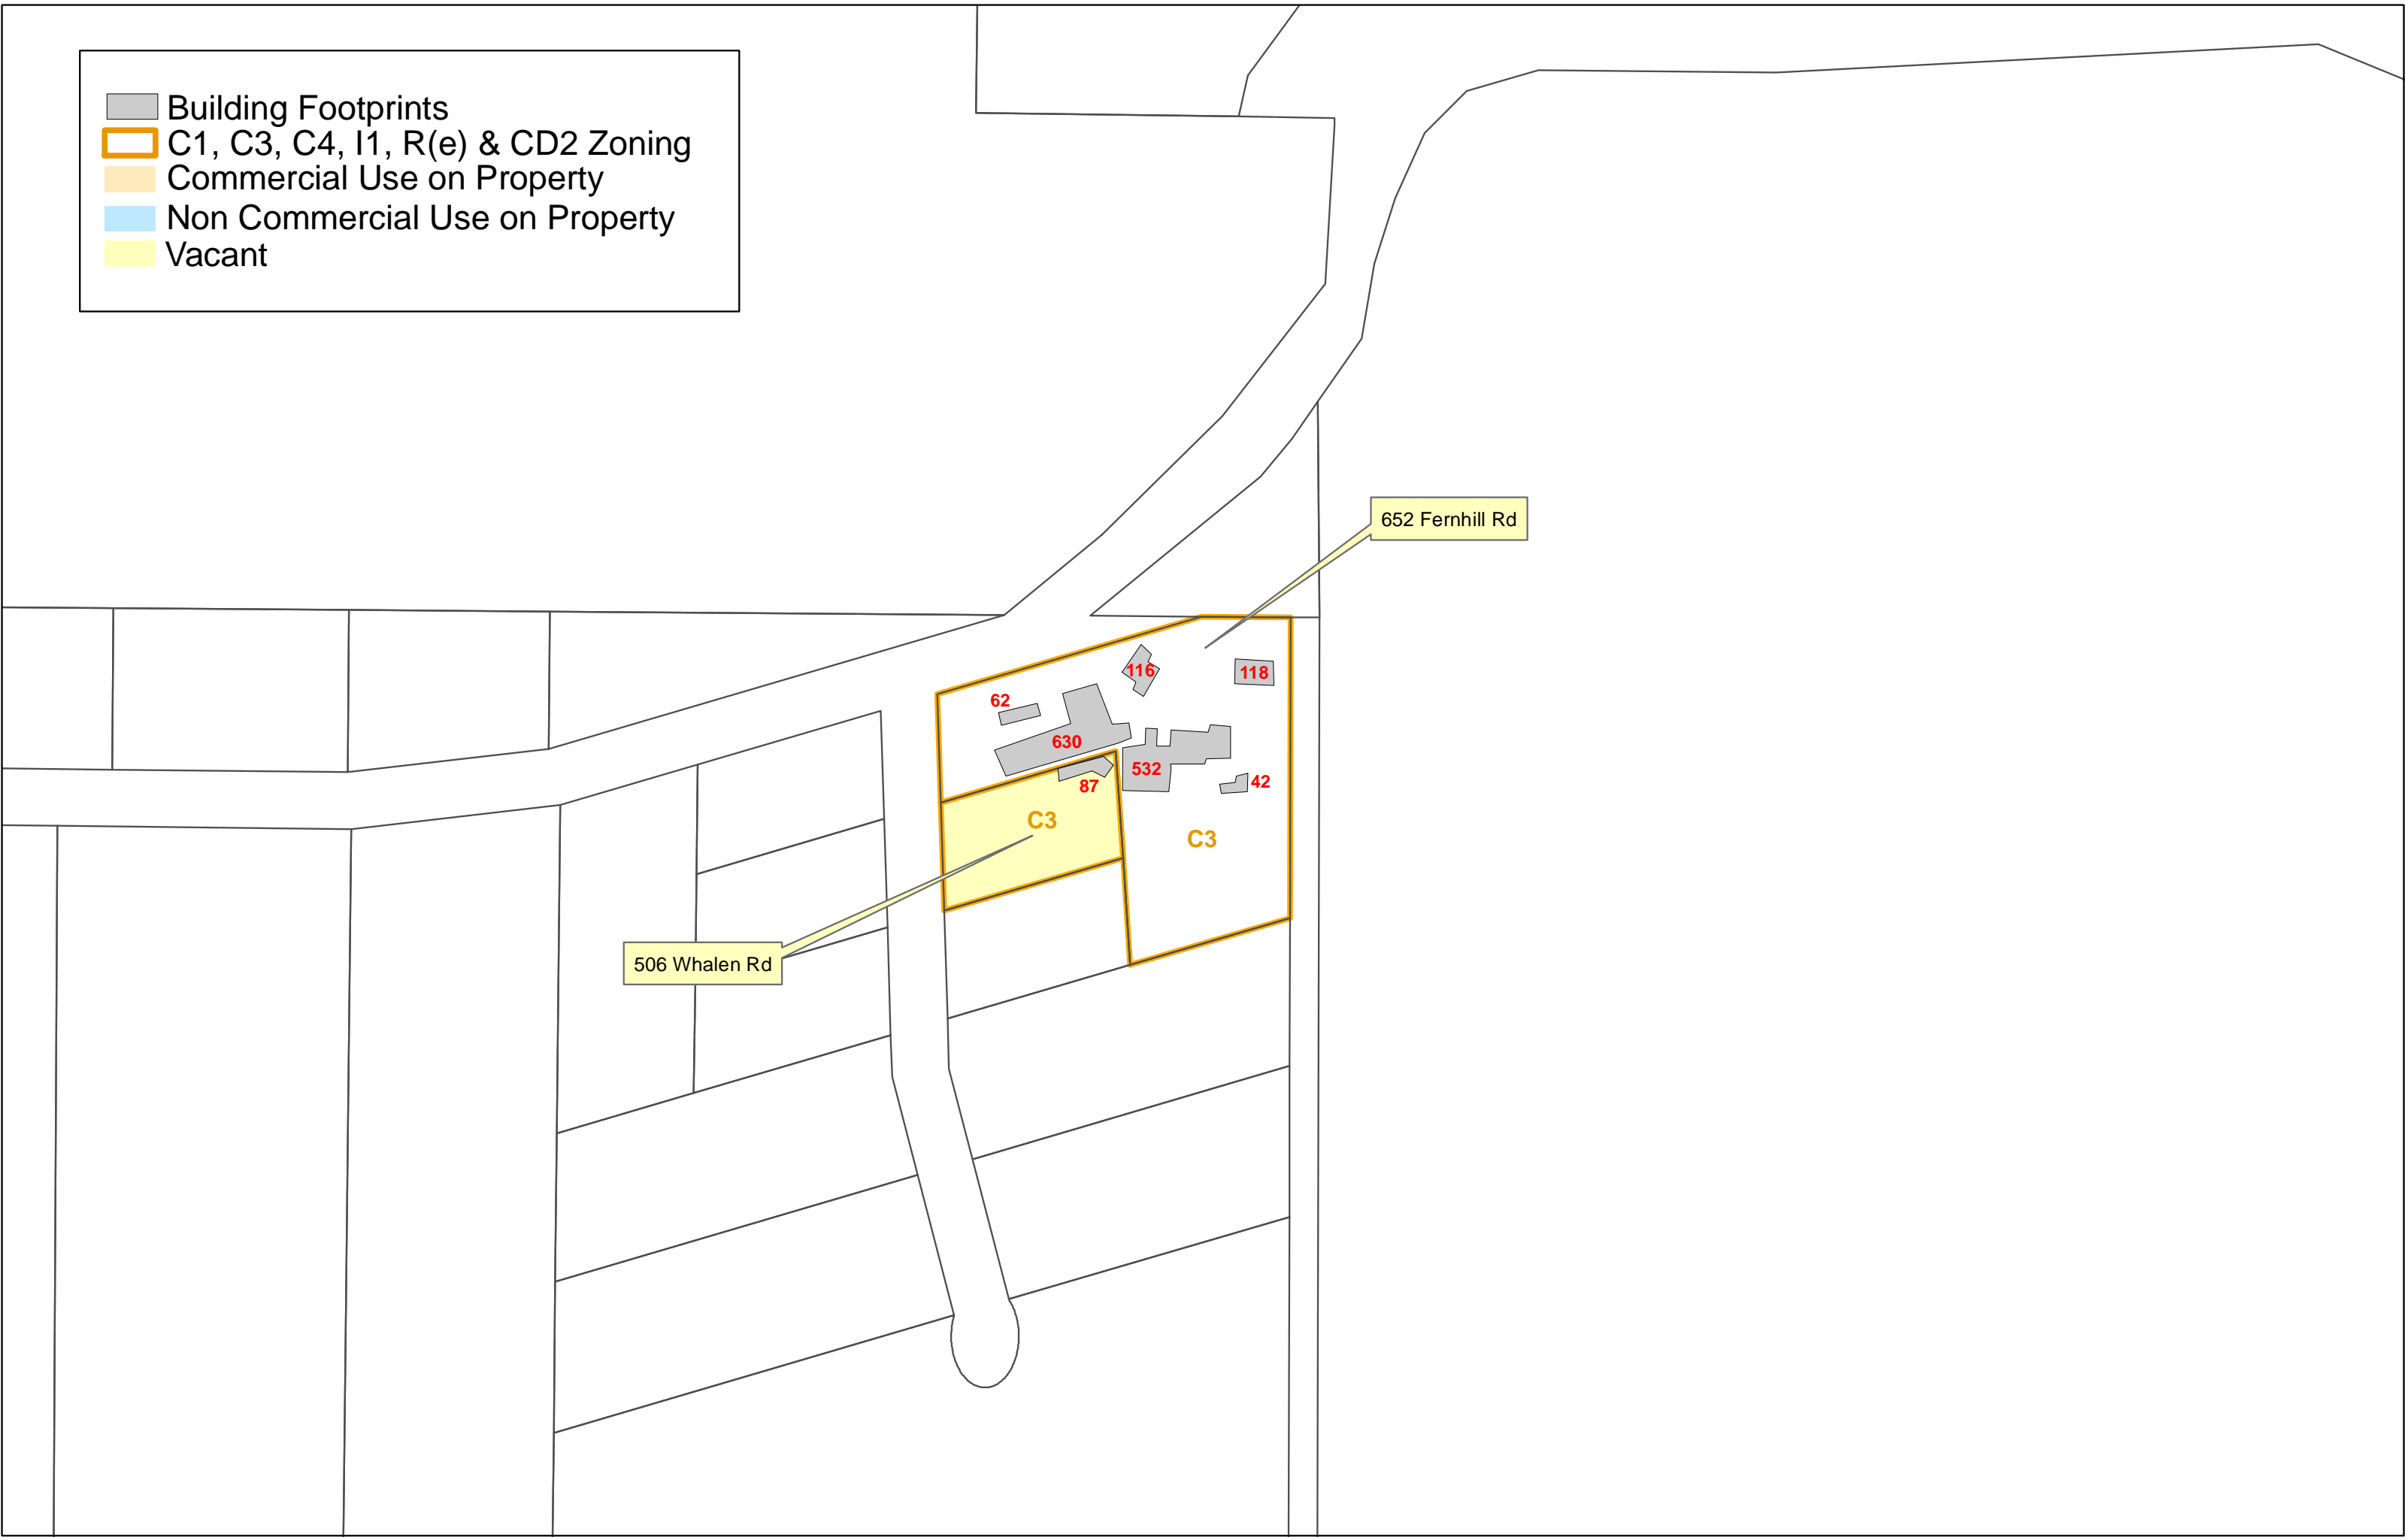 Building Footprints
C1, C3, C4, I1, R(e) & CD2 Zoning
Commercial Use on Property
Non Commercial Use on Property
Vacant
652 Fernhill Rd
116
118
62
630
532
87
42
C3
C3
506 Whalen Rd